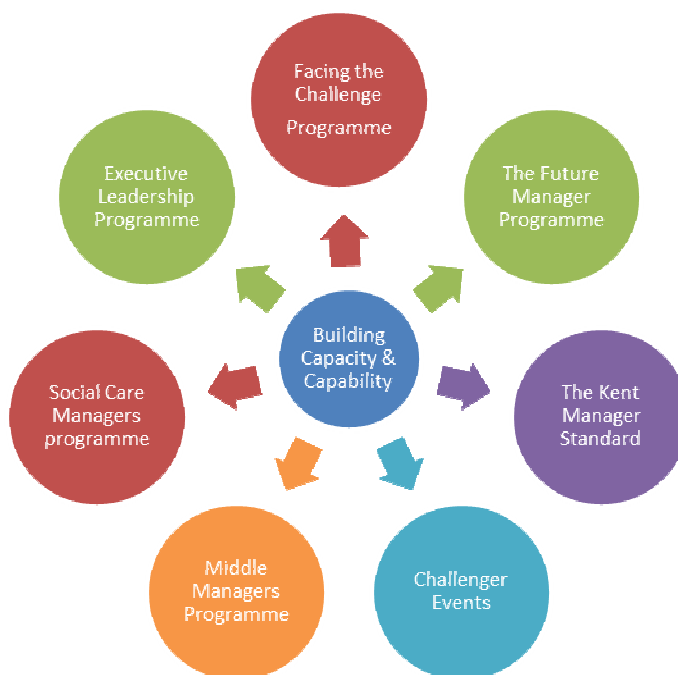 Facing the
Challenge
Programme
Executive
Leadership
Programme
The Future
Manager
Programme
Building
Capacity &
Capability
Social Care
Managers
programme
The Kent
Manager
Standard
Middle
Managers
Programme
Challenger
Events